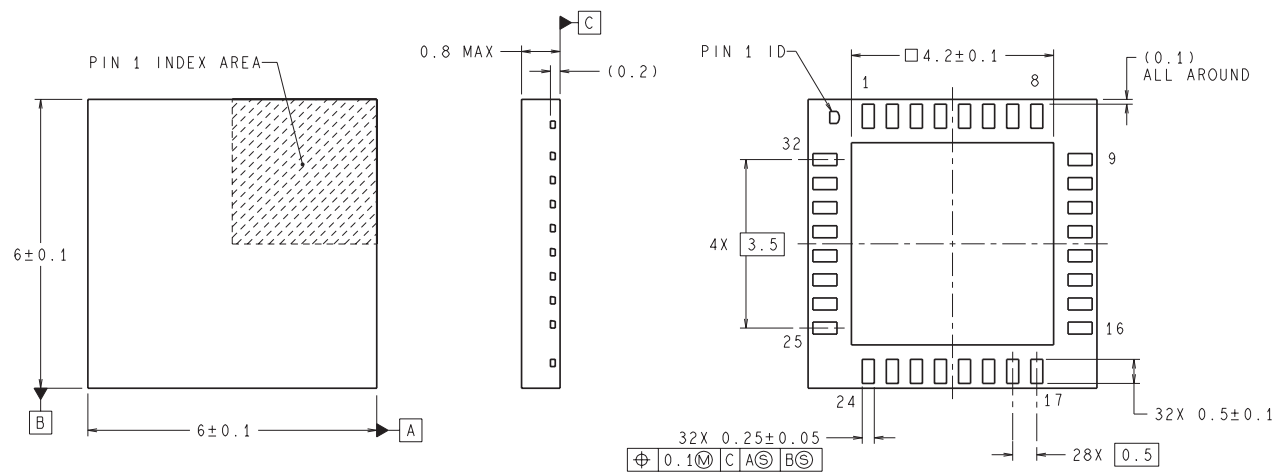 PIN 1 INDEX AREA
6±0.1
B
6±0.1
A
0.8 MAX
C
(0.2)
PIN 1 ID
□ 4.2±0.1
(0.1)
ALL AROUND
1
8
32
9
4X 3.5
25
16
24
17
32X 0.5±0.1
32X 0.25±0.05
⌖ 0.1Ⓜ C AⓈ BⓈ
28X 0.5